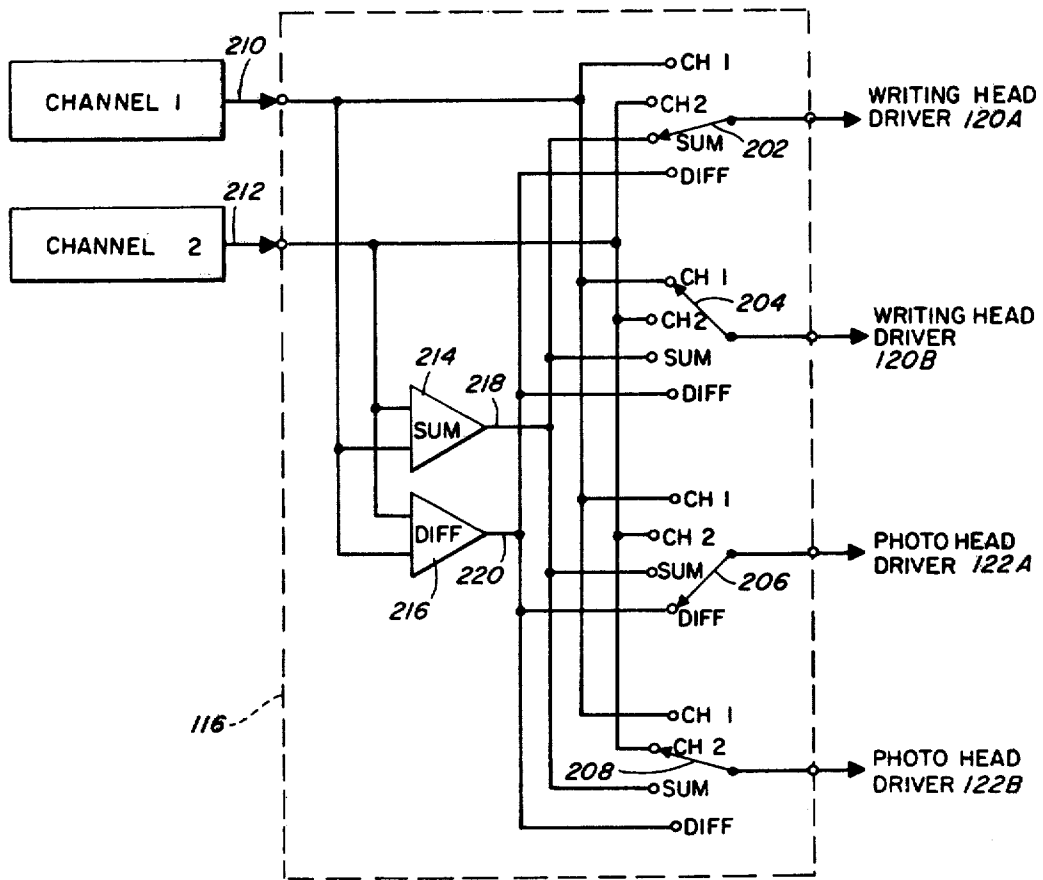 210
CH 1
CHANNEL 1
CH2
WRITING HEAD
DRIVER 120A
SUM
202
DIFF
212
CHANNEL 2
CH 1
204
CH2
WRITING HEAD
DRIVER
120B
214
218
SUM
SUM
DIFF
CH 1
DIFF
CH 2
PHOTO HEAD
DRIVER 122A
220
SUM
206
216
DIFF
116
CH 1
CH 2
208
PHOTO HEAD
DRIVER 122B
SUM
DIFF